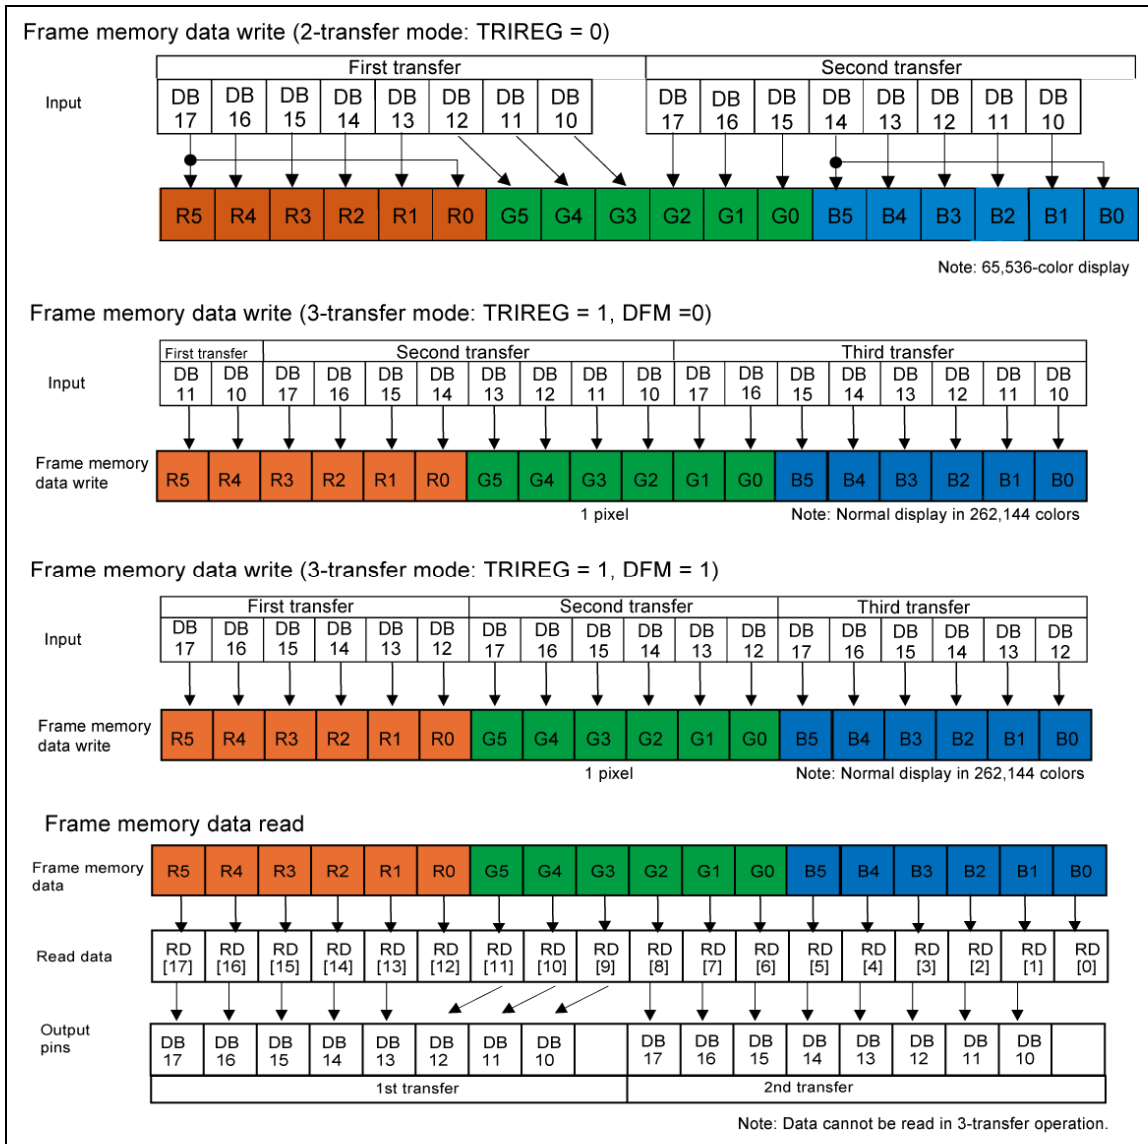 Frame memory data write (2-transfer mode: TRIREG = 0)
First transfer Second transfer
Input
DB 17 DB 16 DB 15 DB 14 DB 13 DB 12 DB 11 DB 10 DB 17 DB 16 DB 15 DB 14 DB 13 DB 12 DB 11 DB 10
R5 R4 R3 R2 R1 R0 G5 G4 G3 G2 G1 G0 B5 B4 B3 B2 B1 B0
Note: 65,536-color display
Frame memory data write (3-transfer mode: TRIREG = 1, DFM =0)
First transfer Second transfer Third transfer
Input
DB 11 DB 10 DB 17 DB 16 DB 15 DB 14 DB 13 DB 12 DB 11 DB 10 DB 17 DB 16 DB 15 DB 14 DB 13 DB 12 DB 11 DB 10
Frame memory
data write
R5 R4 R3 R2 R1 R0 G5 G4 G3 G2 G1 G0 B5 B4 B3 B2 B1 B0
1 pixel Note: Normal display in 262,144 colors
Frame memory data write (3-transfer mode: TRIREG = 1, DFM = 1)
First transfer Second transfer Third transfer
Input
DB 17 DB 16 DB 15 DB 14 DB 13 DB 12 DB 17 DB 16 DB 15 DB 14 DB 13 DB 12 DB 17 DB 16 DB 15 DB 14 DB 13 DB 12
Frame memory
data write
R5 R4 R3 R2 R1 R0 G5 G4 G3 G2 G1 G0 B5 B4 B3 B2 B1 B0
1 pixel Note: Normal display in 262,144 colors
Frame memory data read
Frame memory
data
R5 R4 R3 R2 R1 R0 G5 G4 G3 G2 G1 G0 B5 B4 B3 B2 B1 B0
Read data
RD [17] RD [16] RD [15] RD [14] RD [13] RD [12] RD [11] RD [10] RD [9] RD [8] RD [7] RD [6] RD [5] RD [4] RD [3] RD [2] RD [1] RD [0]
Output
pins
DB 17 DB 16 DB 15 DB 14 DB 13 DB 12 DB 11 DB 10 DB 17 DB 16 DB 15 DB 14 DB 13 DB 12 DB 11 DB 10
1st transfer 2nd transfer
Note: Data cannot be read in 3-transfer operation.